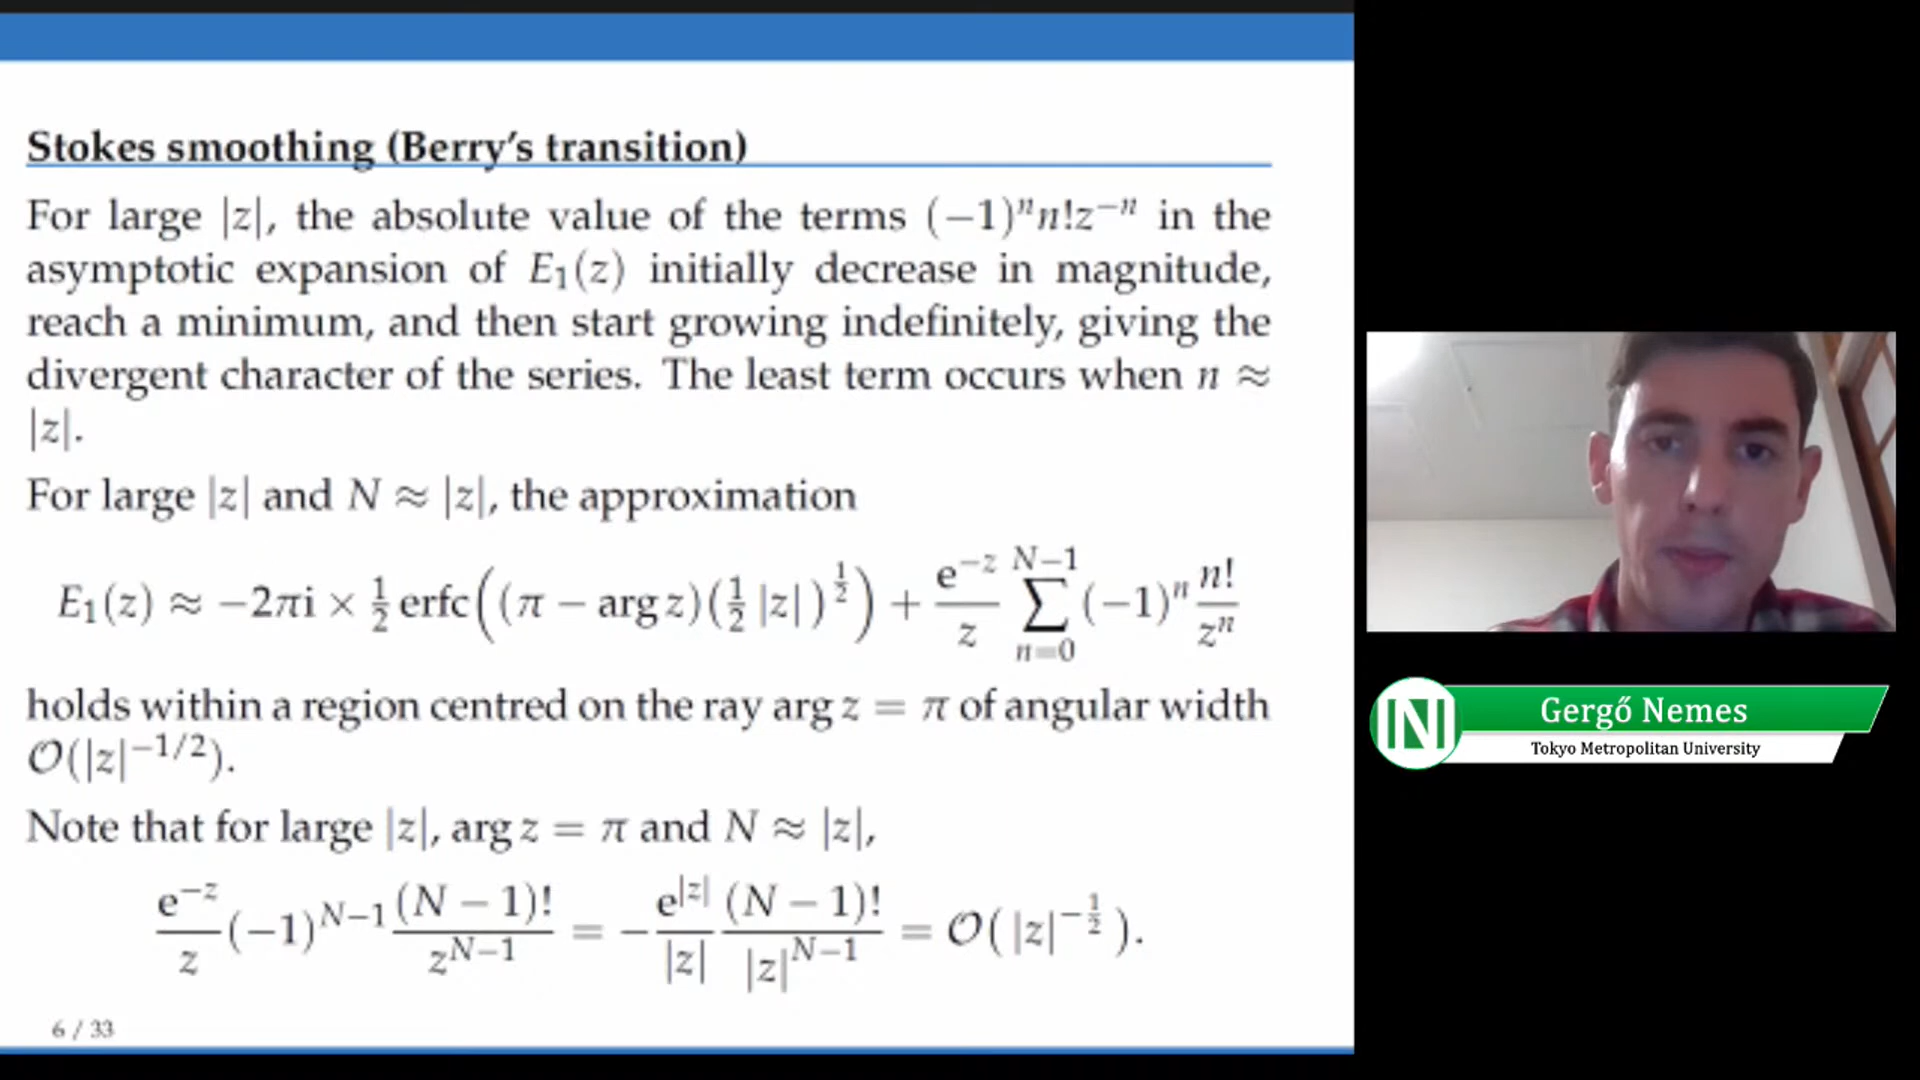 Stokes smoothing (Berry's transition)
For large |z|, the absolute value of the terms (−1)ⁿn!z⁻ⁿ in the
asymptotic expansion of E₁(z) initially decrease in magnitude,
reach a minimum, and then start growing indefinitely, giving the
divergent character of the series. The least term occurs when n ≈
|z|.
For large |z| and N ≈ |z|, the approximation
E₁(z) ≈ −2πi × ½ erfc((π − arg z)(½|z|)^½) + e^−z/z ∑_{n=0}^{N−1} (−1)ⁿ n!/zⁿ
holds within a region centred on the ray arg z = π of angular width
𝒪(|z|^−1/2).
Note that for large |z|, arg z = π and N ≈ |z|,
e^−z/z (−1)^N−1 (N − 1)!/z^N−1 = − e^|z|/|z| (N − 1)!/|z|^N−1 = 𝒪(|z|^−½).
6 / 33
IN
Gergő Nemes
Tokyo Metropolitan University